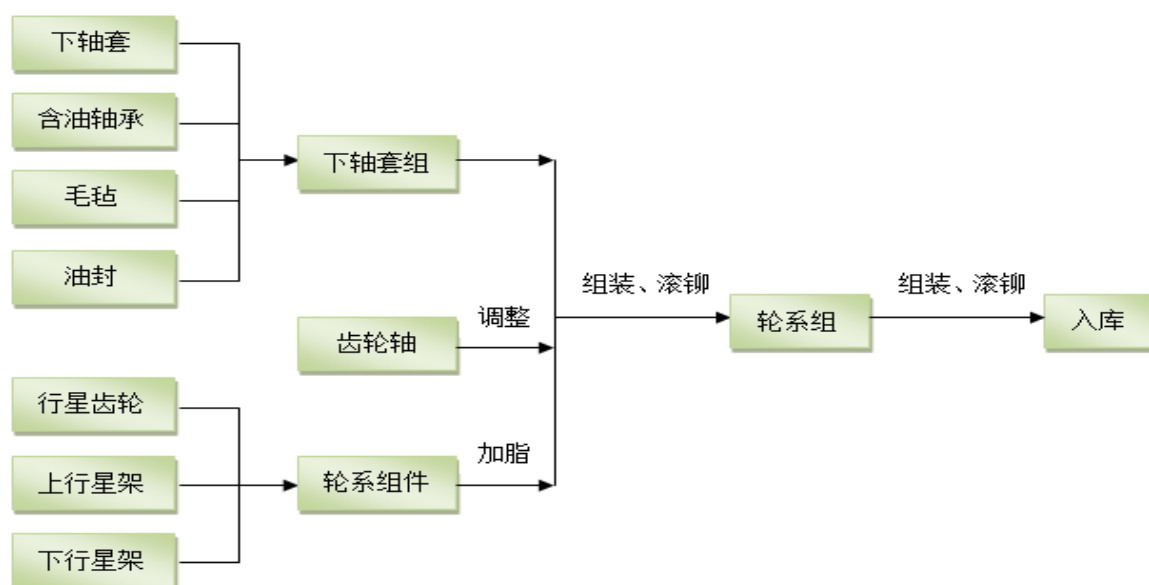 下轴套
含油轴承
毛毡
油封
下轴套组
齿轮轴
调整
行星齿轮
上行星架
下行星架
轮系组件
加脂
组装、滚铆
轮系组
组装、滚铆
入库